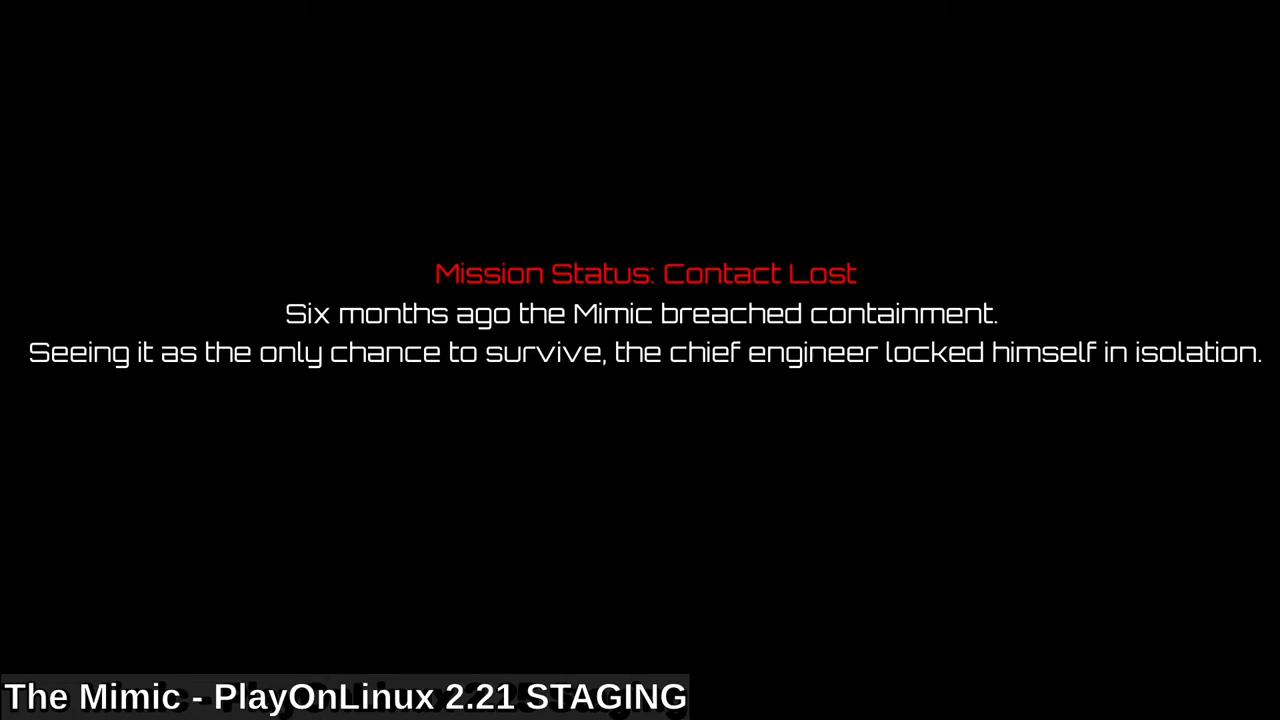 Mission Status: Contact Lost
Six months ago the Mimic breached containment.
Seeing it as the only chance to survive, the chief engineer locked himself in isolation.
The Mimic - PlayOnLinux 2.21 STAGING